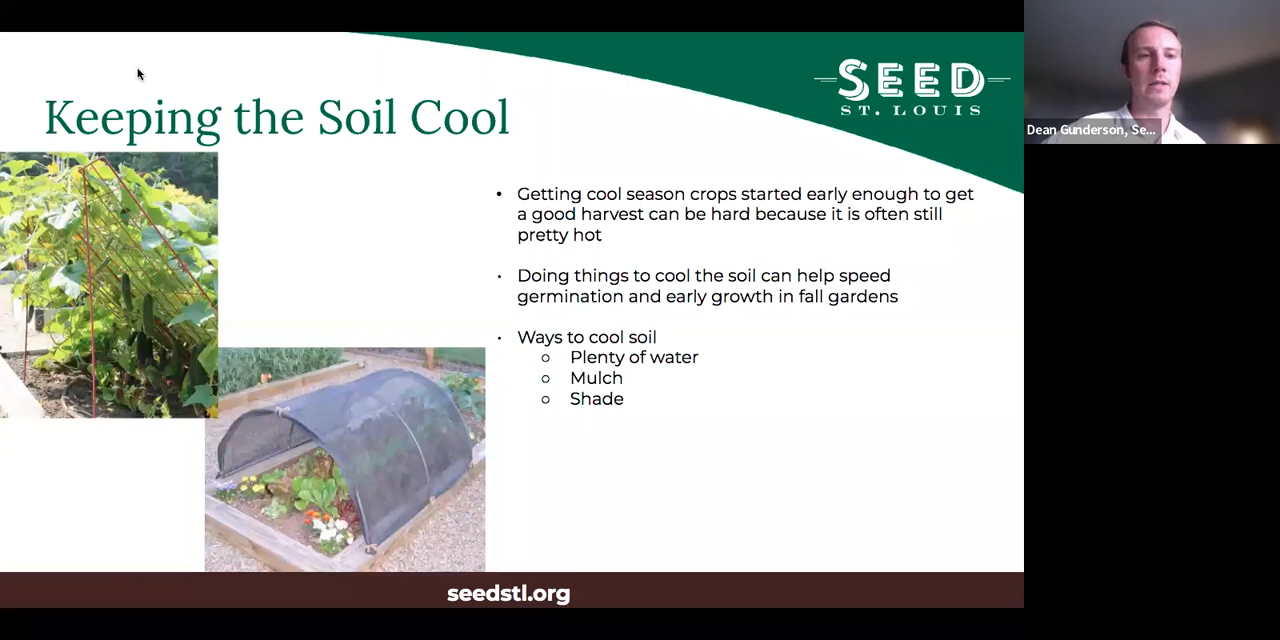 SEED
ST. LOUIS
Dean Gunderson, Se...
Keeping the Soil Cool
• Getting cool season crops started early enough to get
a good harvest can be hard because it is often still
pretty hot
• Doing things to cool the soil can help speed
germination and early growth in fall gardens
• Ways to cool soil
○ Plenty of water
○ Mulch
○ Shade
seedstl.org